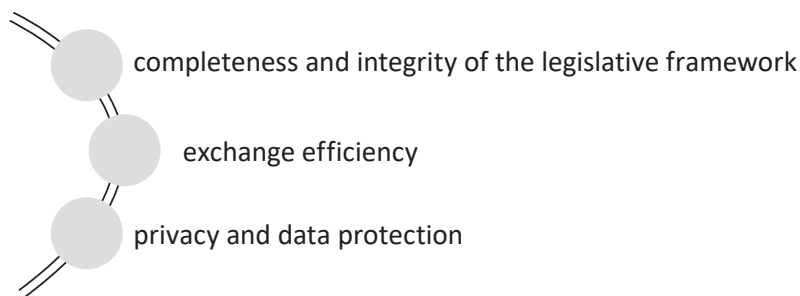 completeness and integrity of the legislative framework
exchange efficiency
privacy and data protection